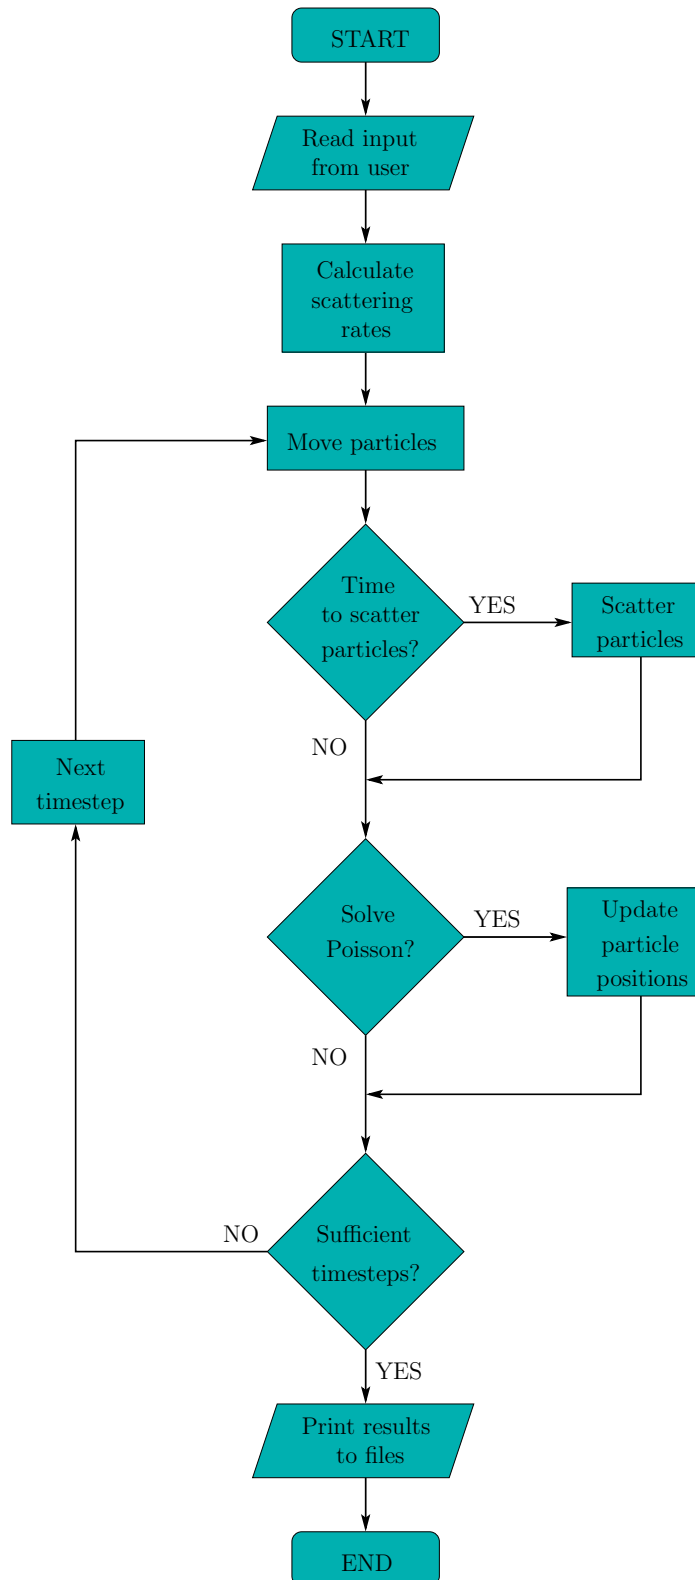 START
Read input
from user
Calculate
scattering
rates
Move particles
Time
to scatter
particles?
YES
Scatter
particles
NO
Next
timestep
Solve
Poisson?
YES
Update
particle
positions
NO
NO
Sufficient
timesteps?
YES
Print results
to files
END